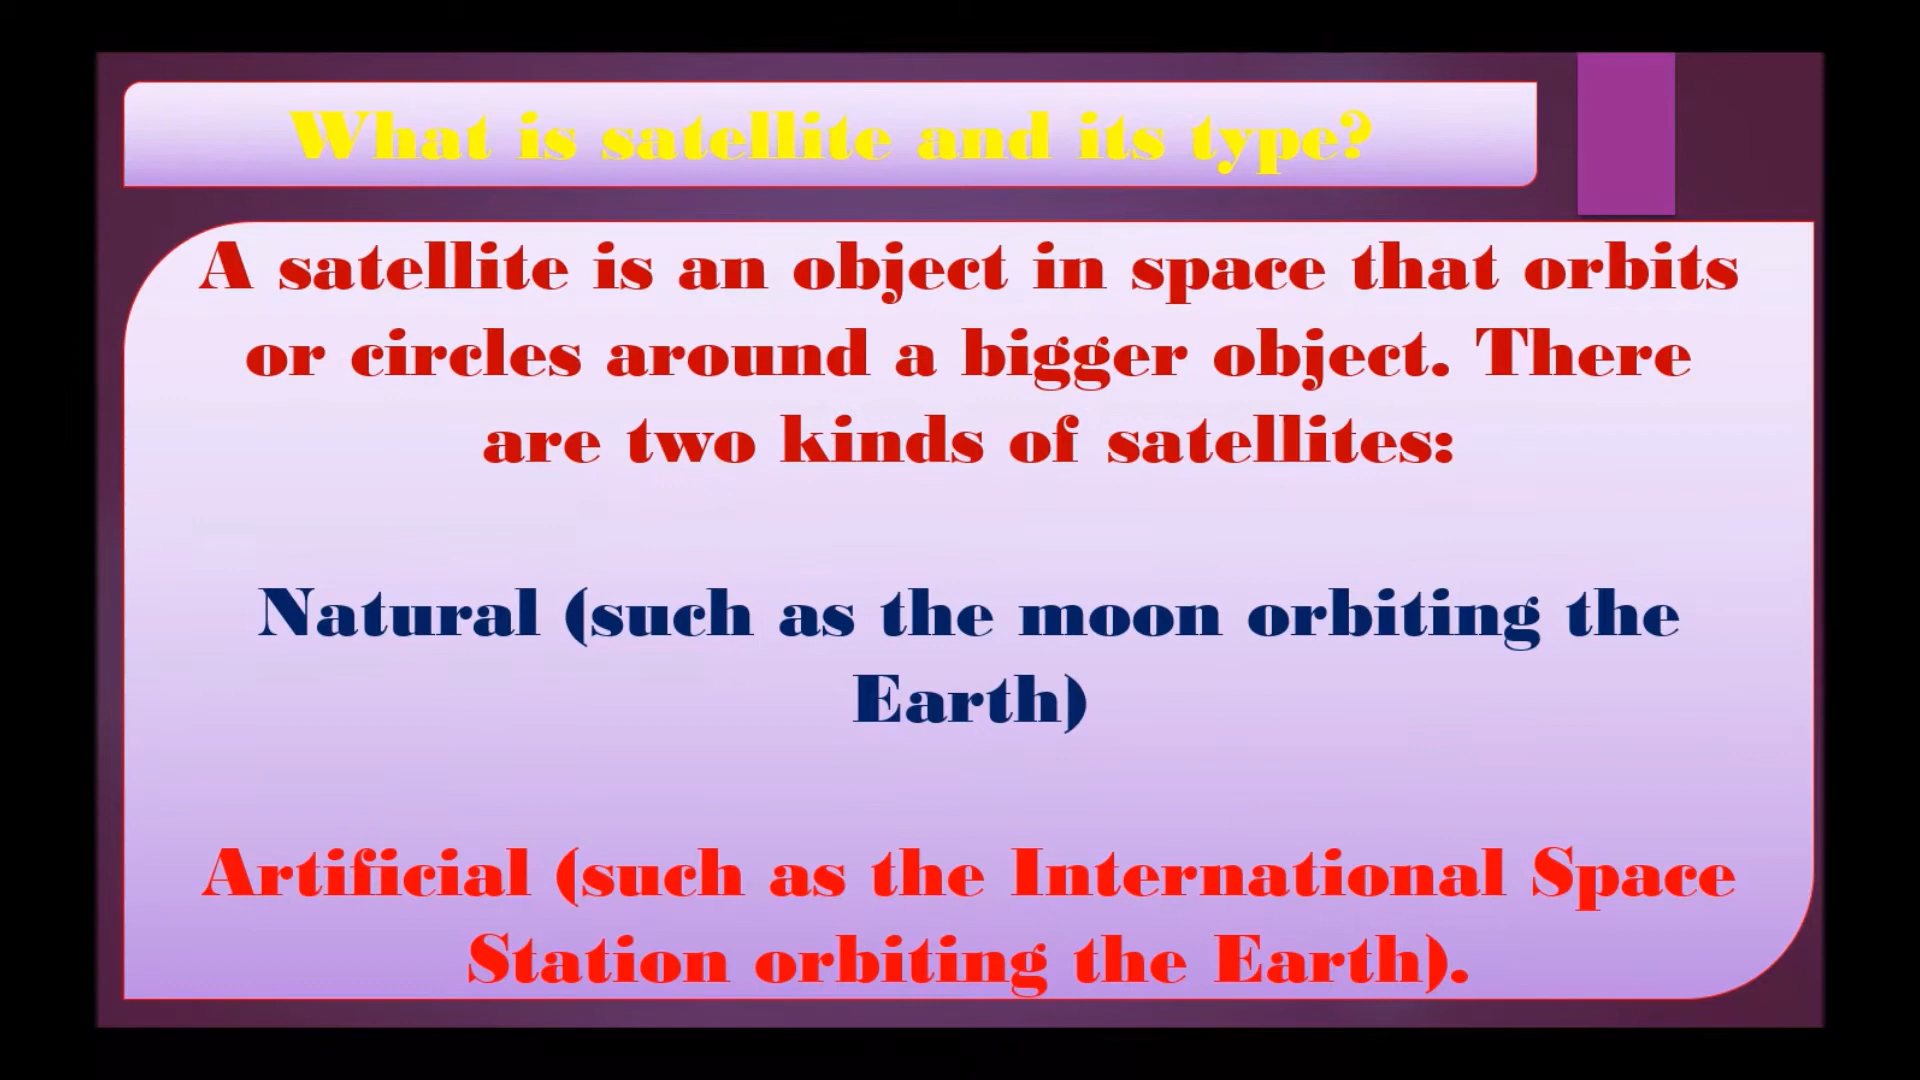 What is satellite and its type?
A satellite is an object in space that orbits
or circles around a bigger object. There
are two kinds of satellites:
Natural (such as the moon orbiting the
Earth)
Artificial (such as the International Space
Station orbiting the Earth).